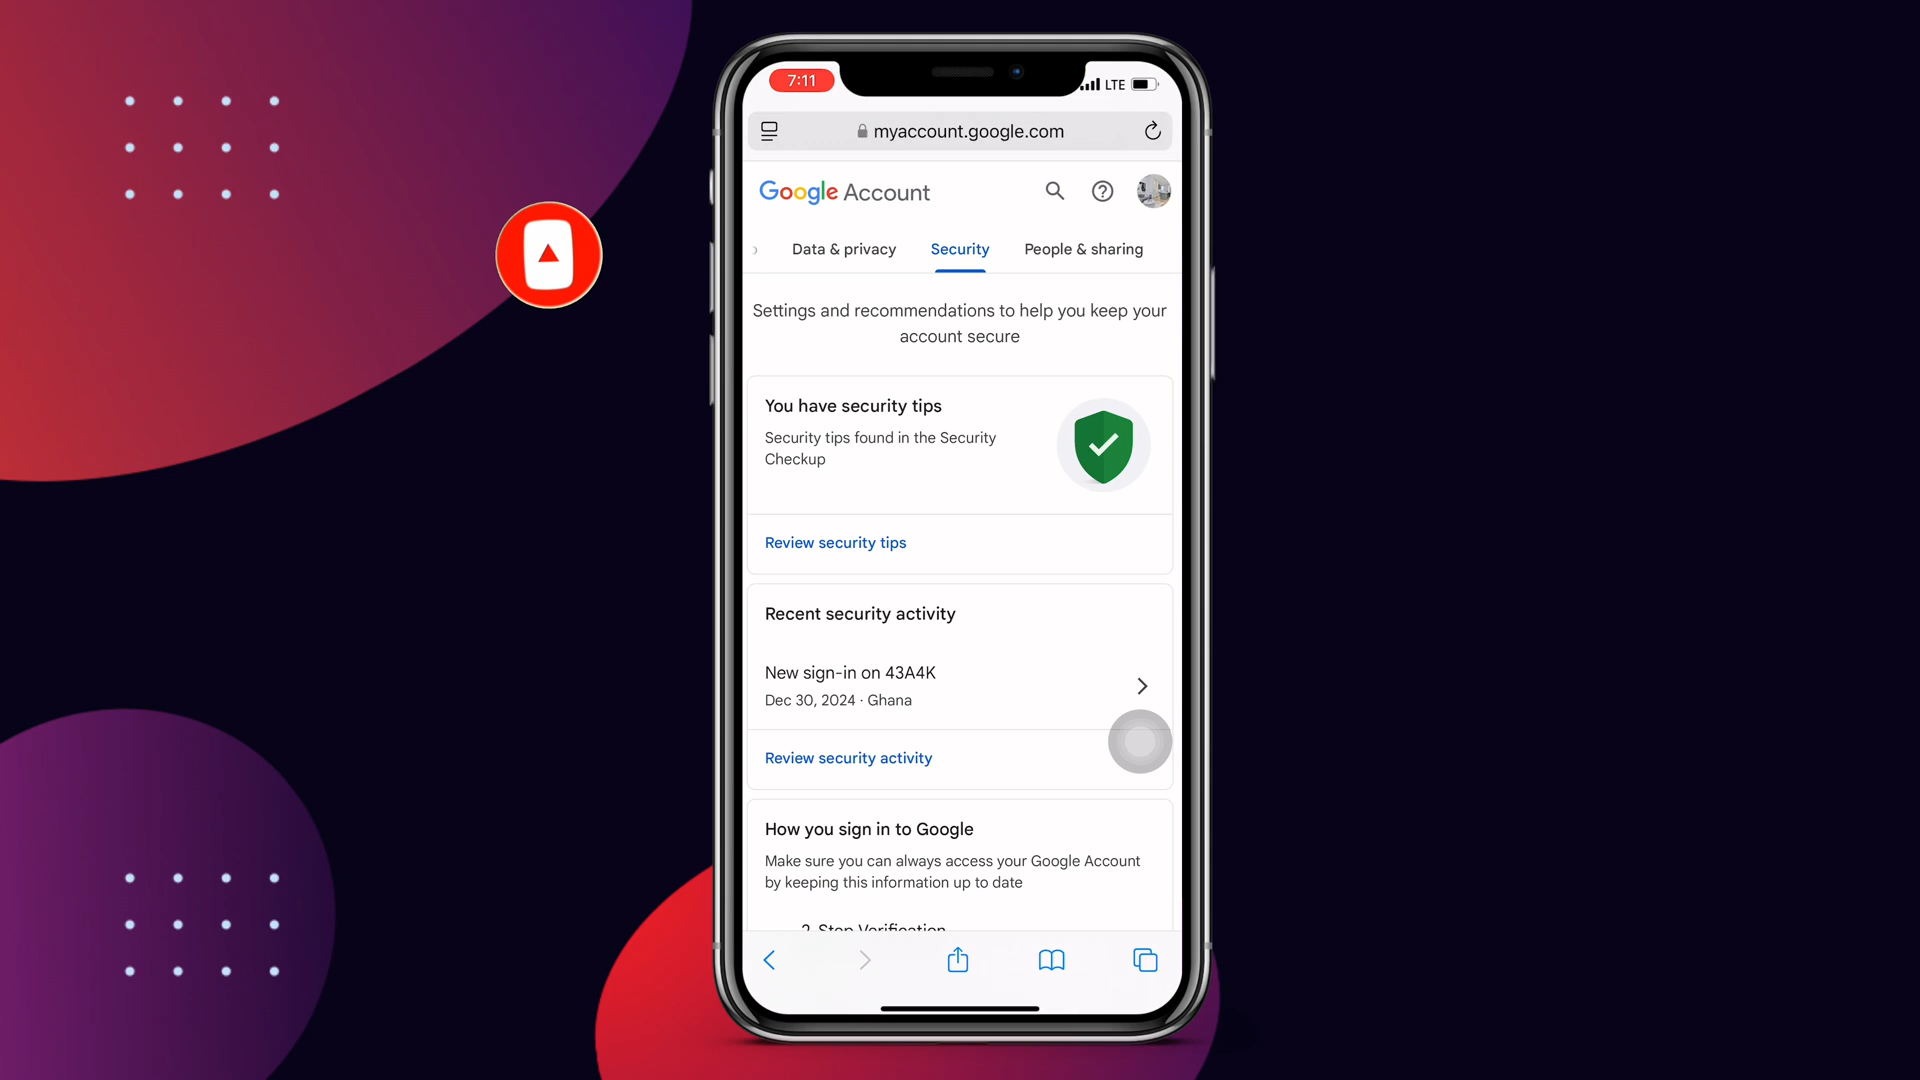 7:11
LTE
myaccount.google.com
Google Account
Data & privacy
Security
People & sharing
Settings and recommendations to help you keep your
account secure
You have security tips
Security tips found in the Security
Checkup
Review security tips
Recent security activity
New sign-in on 43A4K
Dec 30, 2024 · Ghana
Review security activity
How you sign in to Google
Make sure you can always access your Google Account
by keeping this information up to date
2-Step Verification